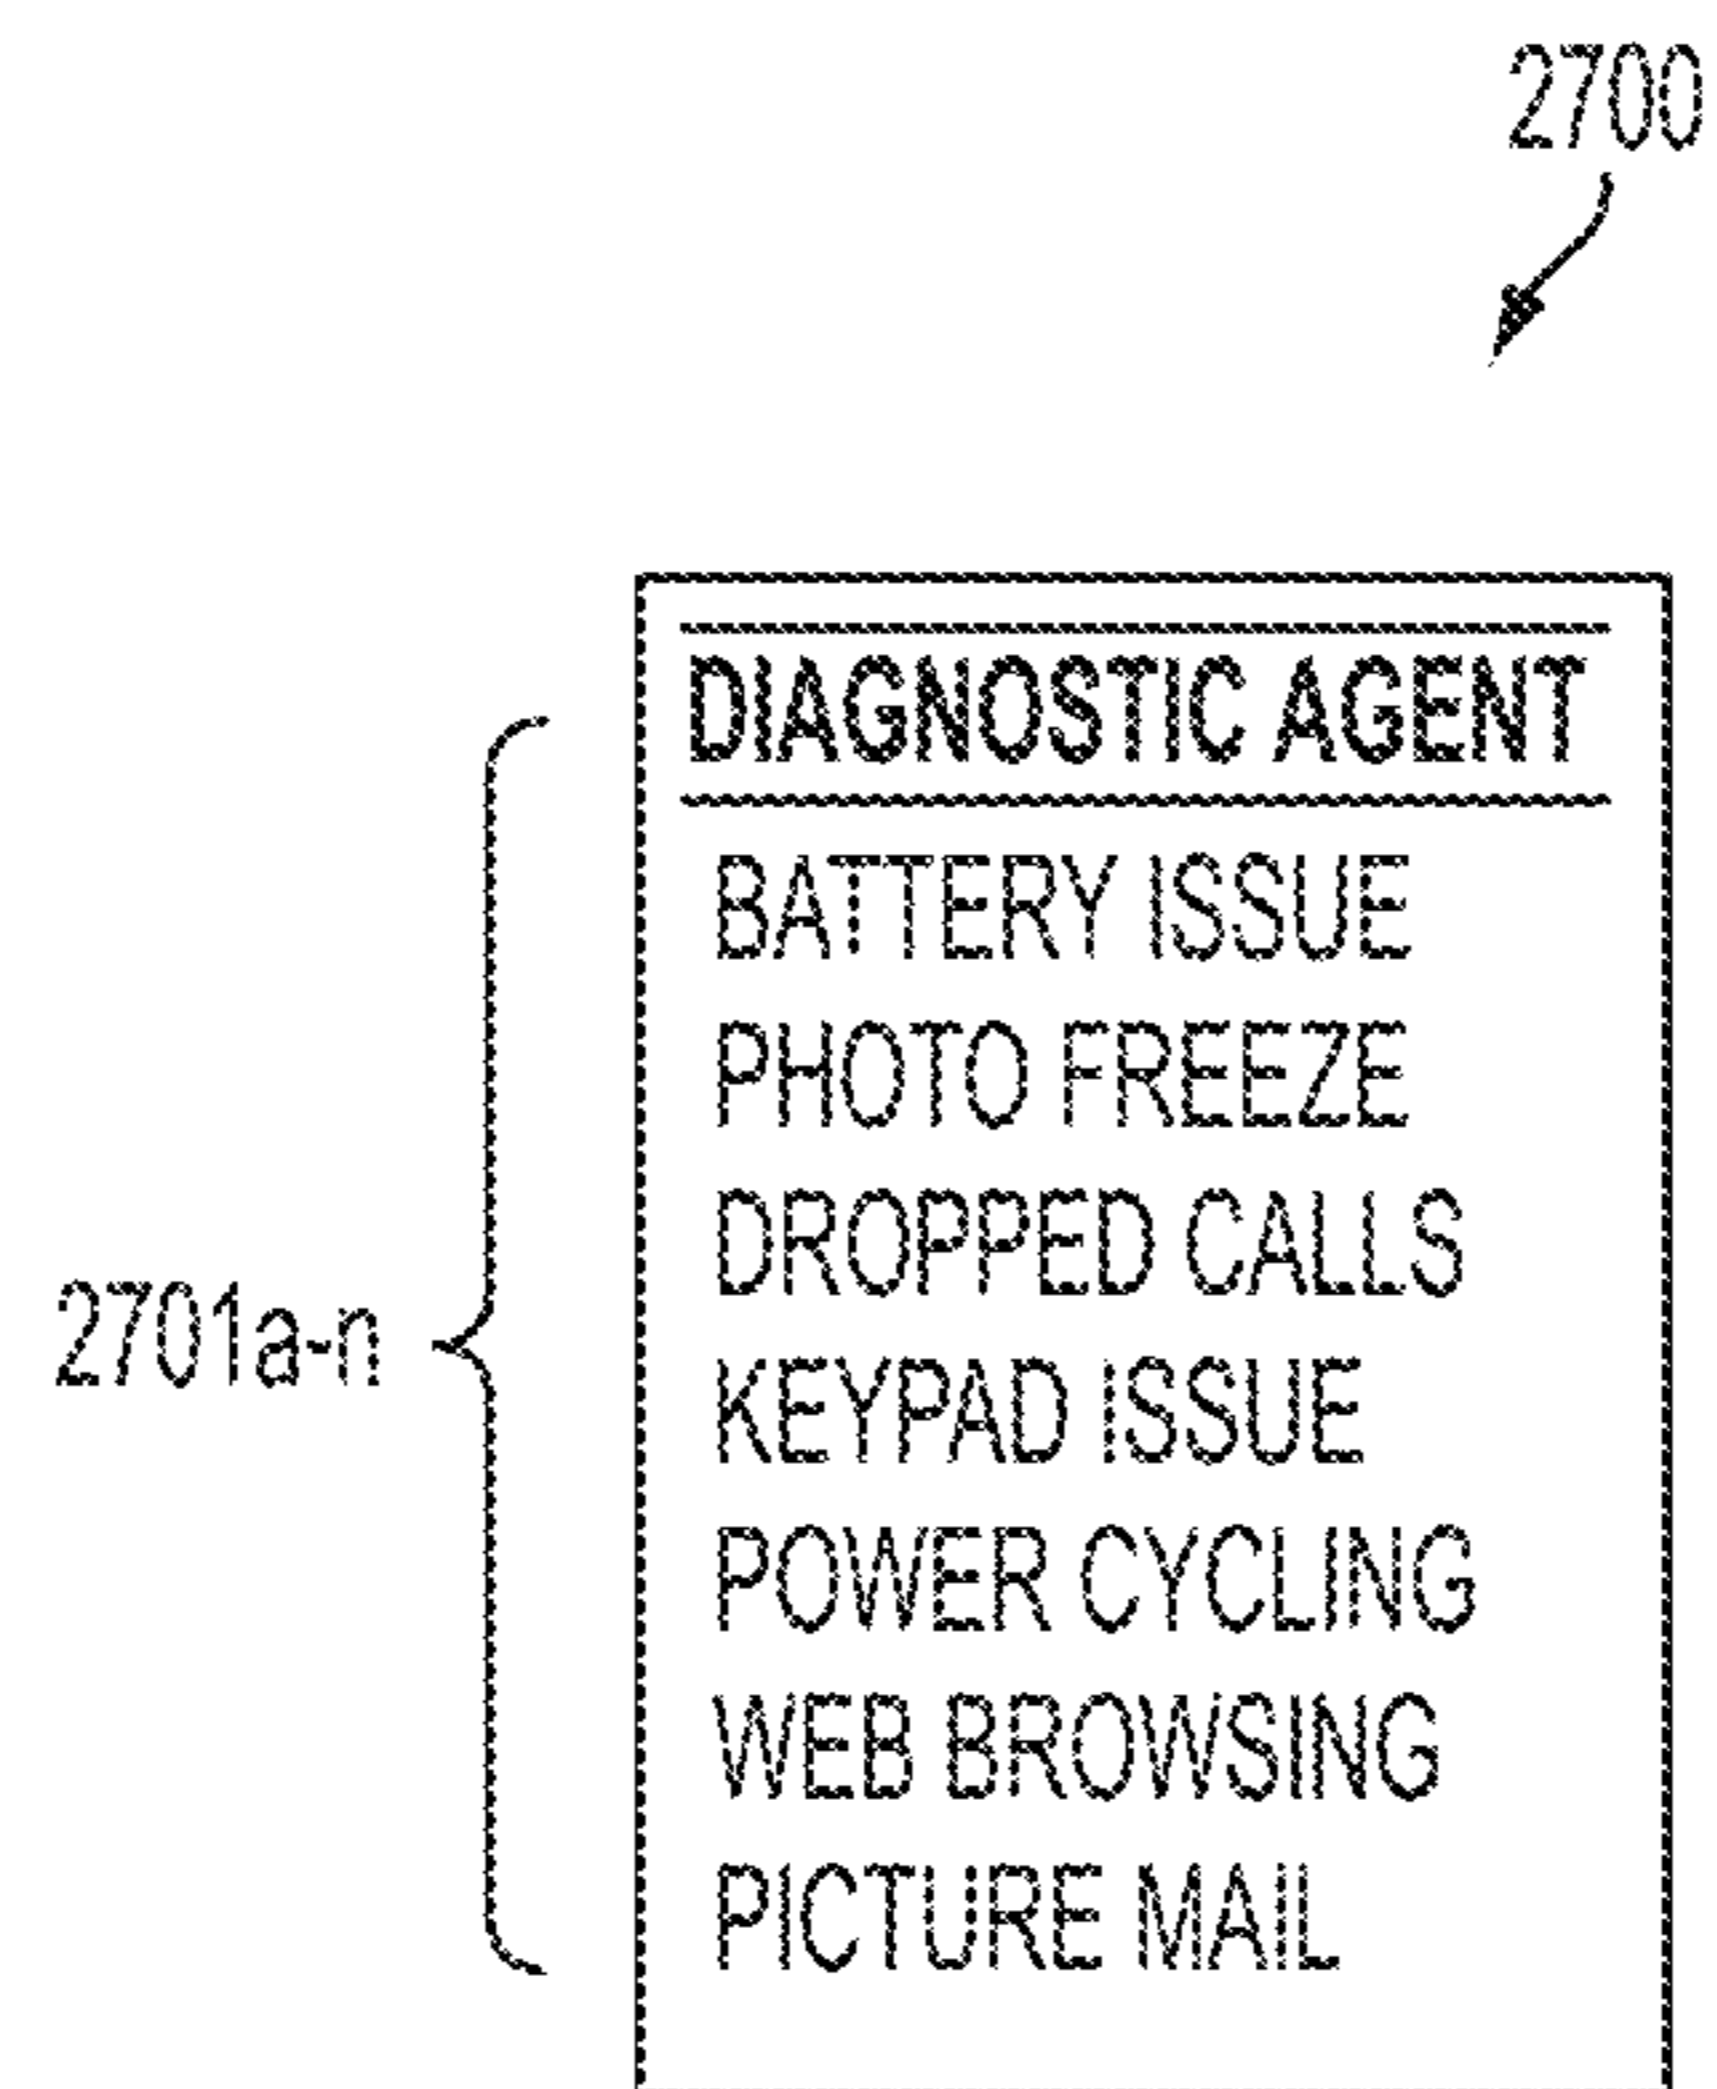 2700
DIAGNOSTIC AGENT
BATTERY ISSUE
PHOTO FREEZE
DROPPED CALLS
2701a-n
KEYPAD ISSUE
POWER CYCLING
WEB BROWSING
PICTURE MAIL